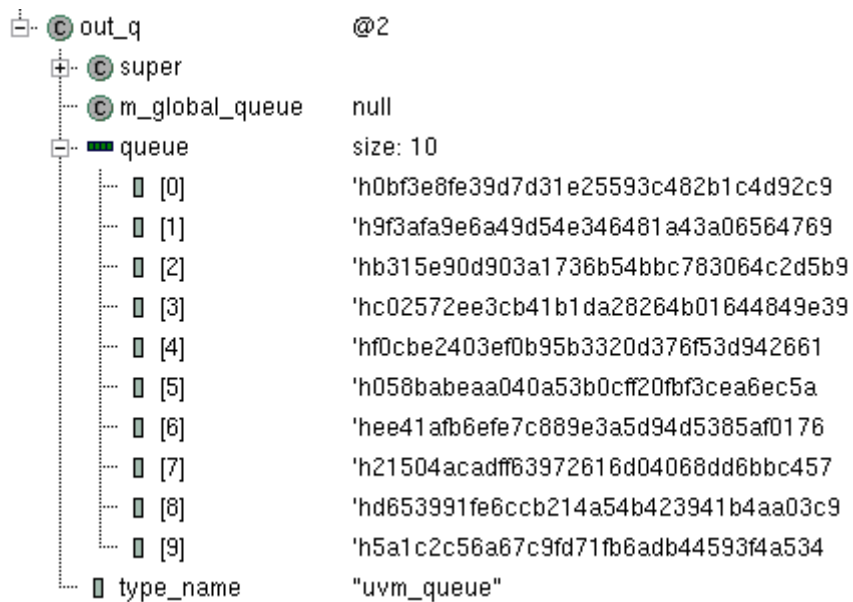 C out_q @2
C super
C m_global_queue null
queue size: 10
[0] 'h0bf3e8fe39d7d31e25593c482b1c4d92c9
[1] 'h9f3afa9e6a49d54e346481a43a06564769
[2] 'hb315e90d903a1736b54bbc783064c2d5b9
[3] 'hc02572ee3cb41b1da28264b01644849e39
[4] 'hf0cbe2403ef0b95b3320d376f53d942661
[5] 'h058babeaa040a53b0cff20fbf3cea6ec5a
[6] 'hee41afb6efe7c889e3a5d94d5385af0176
[7] 'h21504acadff63972616d04068dd6bbc457
[8] 'hd653991fe6ccb214a54b423941b4aa03c9
[9] 'h5a1c2c56a67c9fd71fb6adb44593f4a534
type_name "uvm_queue"